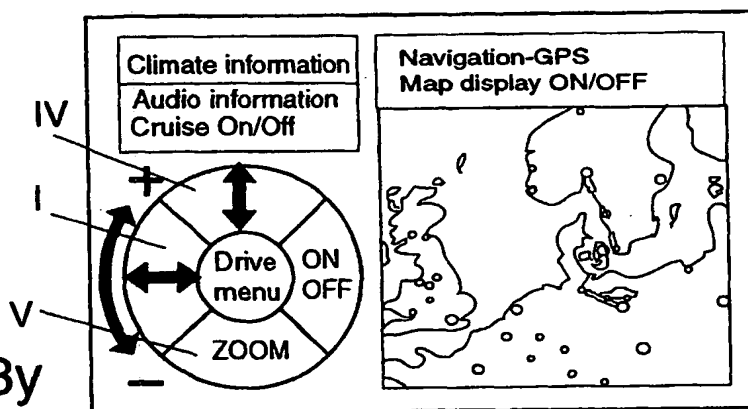 Climate information
Audio information
Cruise On/Off
Navigation-GPS
Map display ON/OFF
IV
+
I
Drive
menu
ON
OFF
V
ZOOM
−
3y